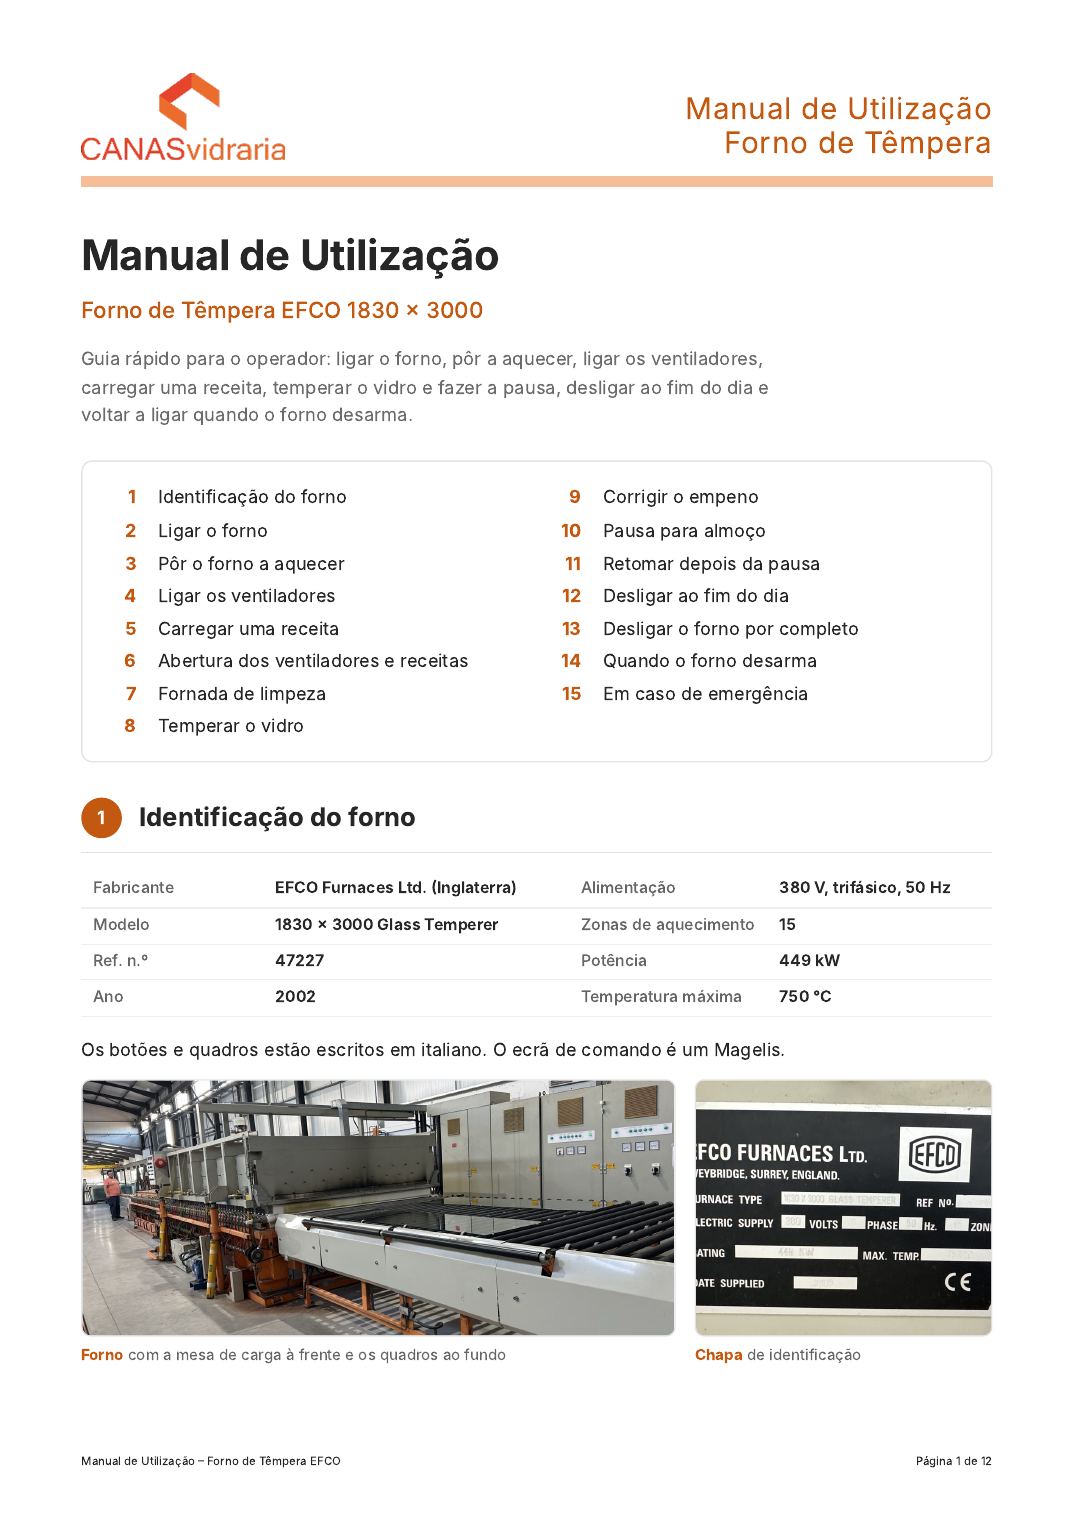 CANASvidraria
Manual de Utilização
Forno de Têmpera
Manual de Utilização
Forno de Têmpera EFCO 1830 × 3000
Guia rápido para o operador: ligar o forno, pôr a aquecer, ligar os ventiladores,
carregar uma receita, temperar o vidro e fazer a pausa, desligar ao fim do dia e
voltar a ligar quando o forno desarma.
1 Identificação do forno
2 Ligar o forno
3 Pôr o forno a aquecer
4 Ligar os ventiladores
5 Carregar uma receita
6 Abertura dos ventiladores e receitas
7 Fornada de limpeza
8 Temperar o vidro
9 Corrigir o empeno
10 Pausa para almoço
11 Retomar depois da pausa
12 Desligar ao fim do dia
13 Desligar o forno por completo
14 Quando o forno desarma
15 Em caso de emergência
1 Identificação do forno
Fabricante EFCO Furnaces Ltd. (Inglaterra) Alimentação 380 V, trifásico, 50 Hz
Modelo 1830 × 3000 Glass Temperer Zonas de aquecimento 15
Ref. n.º 47227 Potência 449 kW
Ano 2002 Temperatura máxima 750 °C
Os botões e quadros estão escritos em italiano. O ecrã de comando é um Magelis.
FCO FURNACES LTD.
EFCO
EYBRIDGE, SURREY, ENGLAND.
URNACE TYPE 1830 X 3000 GLASS TEMPERER REF Nº.
LECTRIC SUPPLY 380 VOLTS PHASE Hz. ZON
ATING 449 KW MAX. TEMP.
ATE SUPPLIED CE
Forno com a mesa de carga à frente e os quadros ao fundo
Chapa de identificação
Manual de Utilização – Forno de Têmpera EFCO
Página 1 de 12